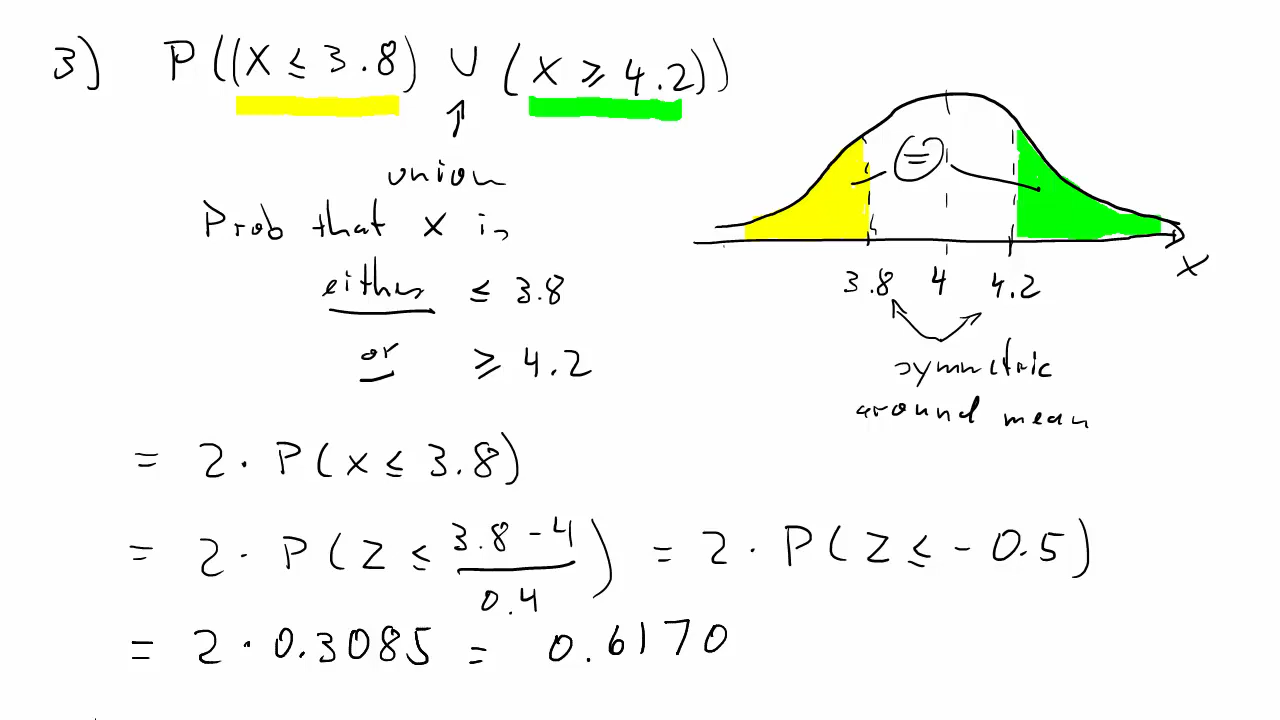 3) P((X ≤ 3.8) ∪ (X ≥ 4.2))
↑
union
Prob that X is
either ≤ 3.8
or ≥ 4.2
=
3.8 4 4.2 X
symmetric
around mean
= 2 · P(X ≤ 3.8)
= 2 · P(Z ≤ (3.8 - 4)/0.4) = 2 · P(Z ≤ - 0.5)
= 2 · 0.3085 = 0.6170